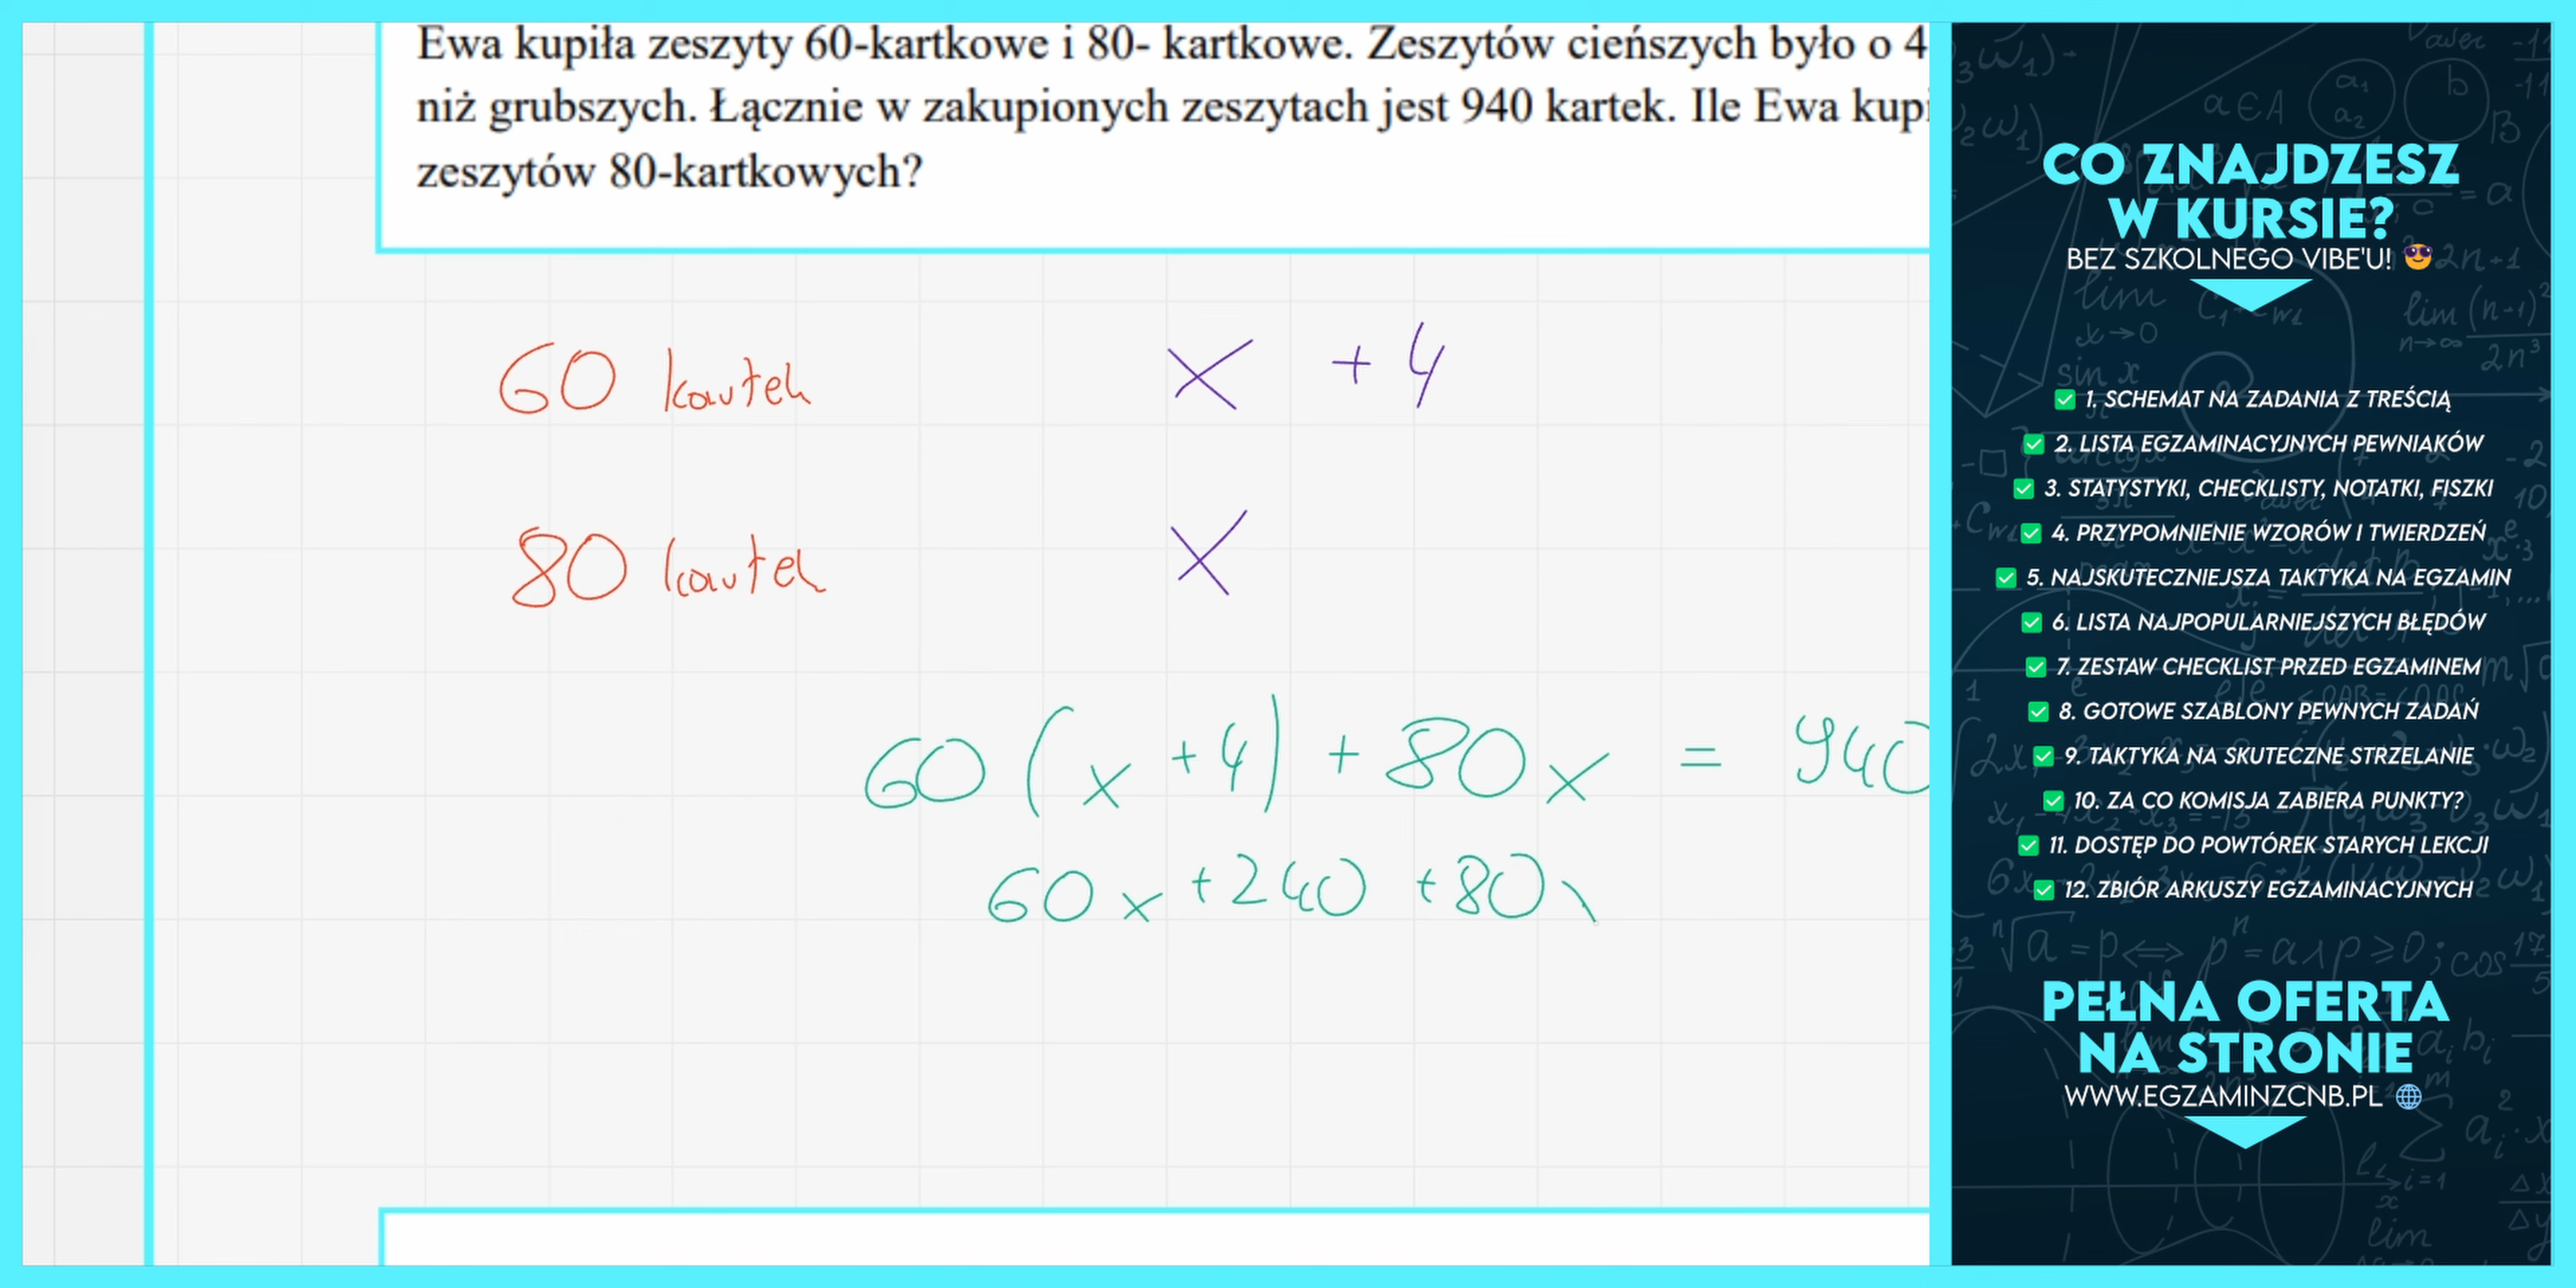 Ewa kupiła zeszyty 60-kartkowe i 80- kartkowe. Zeszytów cieńszych było o 4
niż grubszych. Łącznie w zakupionych zeszytach jest 940 kartek. Ile Ewa
zeszytów 80-kartkowych?
60 kartek x + 4
80 kartek x
60 (x + 4) + 80x = 940
60x + 240 + 80
CO ZNAJDZESZ
W KURSIE?
BEZ SZKOLNEGO VIBE'U! 😎
✅ 1. SCHEMAT NA ZADANIA Z TREŚCIĄ
✅ 2. LISTA EGZAMINACYJNYCH PEWNIAKÓW
✅ 3. STATYSTYKI, CHECKLISTY, NOTATKI, FISZKI
✅ 4. PRZYPOMNIENIE WZORÓW I TWIERDZEŃ
✅ 5. NAJSKUTECZNIEJSZA TAKTYKA NA EGZAMIN
✅ 6. LISTA NAJPOPULARNIEJSZYCH BŁĘDÓW
✅ 7. ZESTAW CHECKLIST PRZED EGZAMINEM
✅ 8. GOTOWE SZABLONY PEWNYCH ZADAŃ
✅ 9. TAKTYKA NA SKUTECZNE STRZELANIE
✅ 10. ZA CO KOMISJA ZABIERA PUNKTY?
✅ 11. DOSTĘP DO POWTÓREK STARYCH LEKCJI
✅ 12. ZBIÓR ARKUSZY EGZAMINACYJNYCH
PEŁNA OFERTA
NA STRONIE
WWW.EGZAMINZCNB.PL 🌐